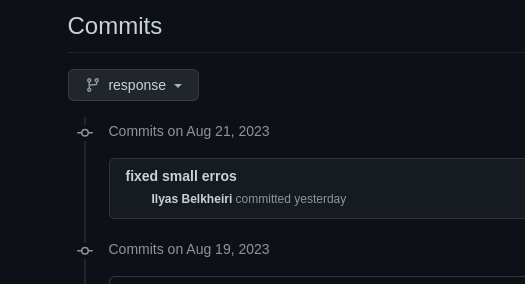 Commits
response
Commits on Aug 21, 2023
fixed small erros
Ilyas Belkheiri committed yesterday
Commits on Aug 19, 2023